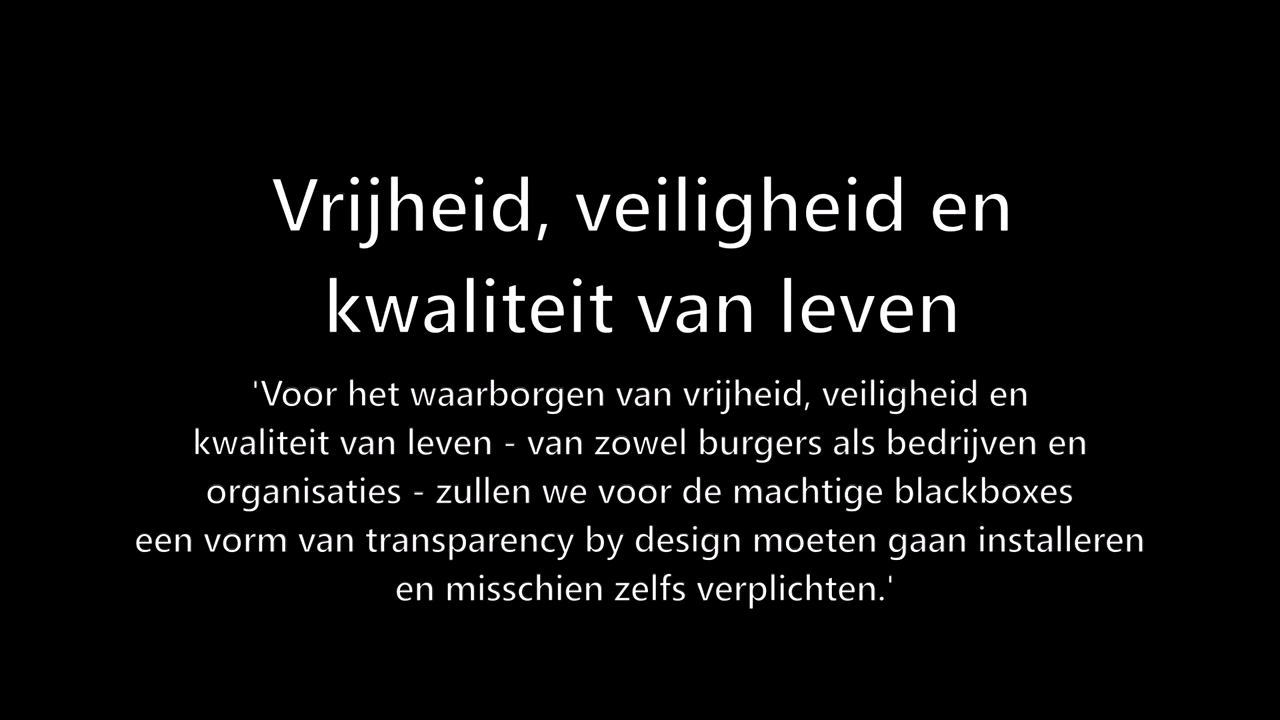 Vrijheid, veiligheid en
kwaliteit van leven
'Voor het waarborgen van vrijheid, veiligheid en
kwaliteit van leven - van zowel burgers als bedrijven en
organisaties - zullen we voor de machtige blackboxes
een vorm van transparency by design moeten gaan installeren
en misschien zelfs verplichten.'